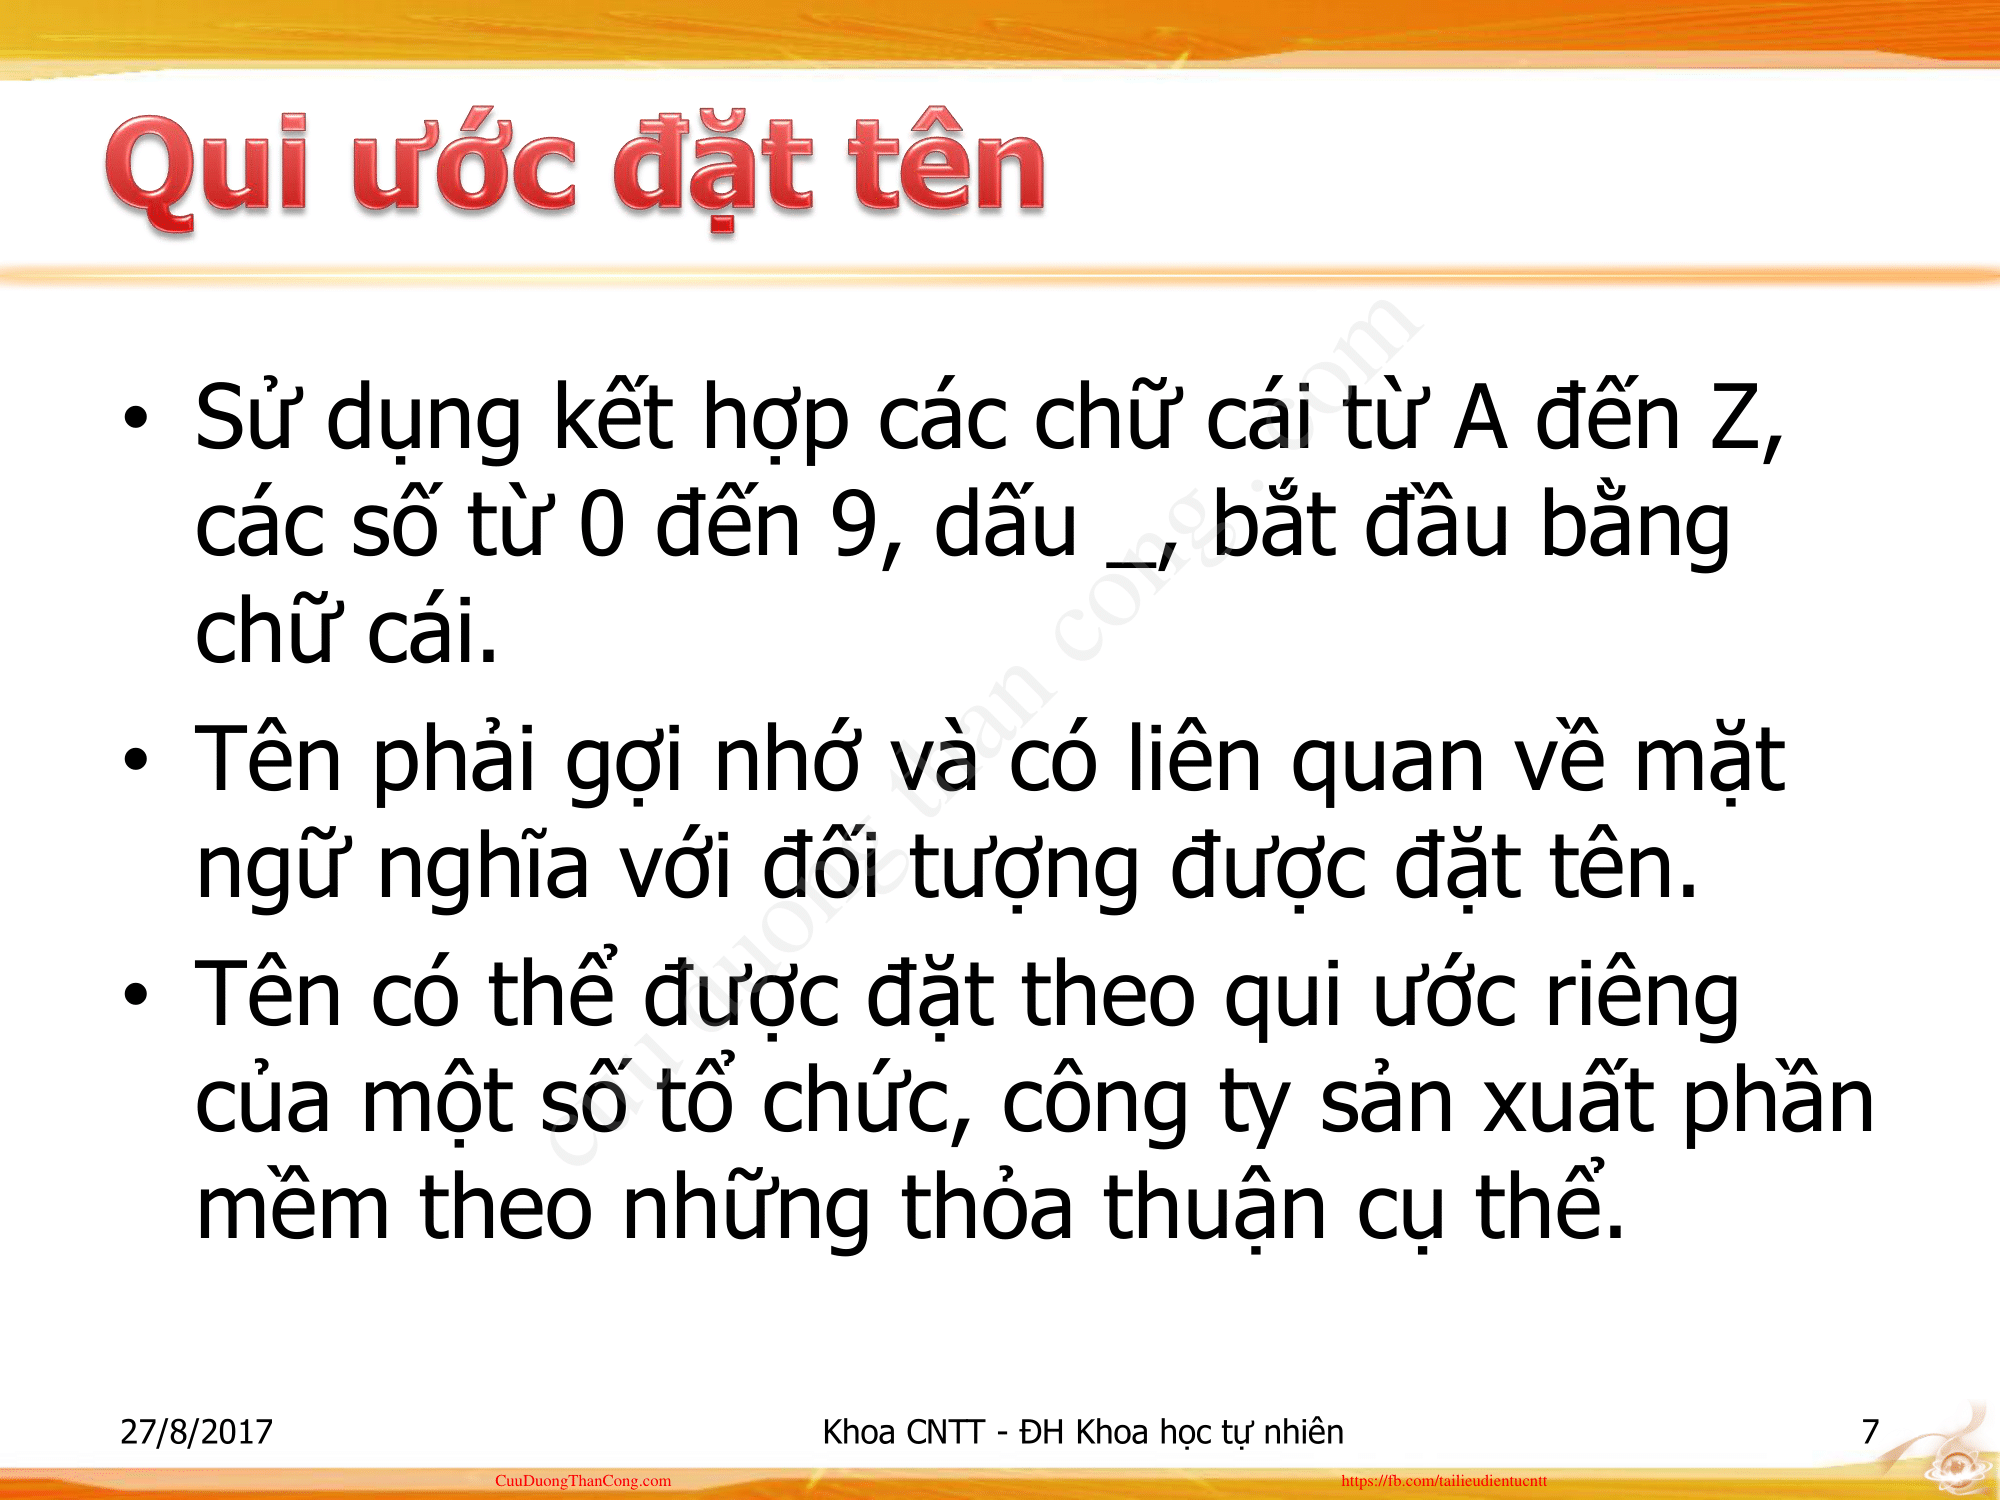 Qui ước đặt tên
• Sử dụng kết hợp các chữ cái từ A đến Z,
các số từ 0 đến 9, dấu _, bắt đầu bằng
chữ cái.
• Tên phải gợi nhớ và có liên quan về mặt
ngữ nghĩa với đối tượng được đặt tên.
• Tên có thể được đặt theo qui ước riêng
của một số tổ chức, công ty sản xuất phần
mềm theo những thỏa thuận cụ thể.
cuu duong than cong . com
27/8/2017
Khoa CNTT - ĐH Khoa học tự nhiên
7
CuuDuongThanCong.com
https://fb.com/tailieudientucntt